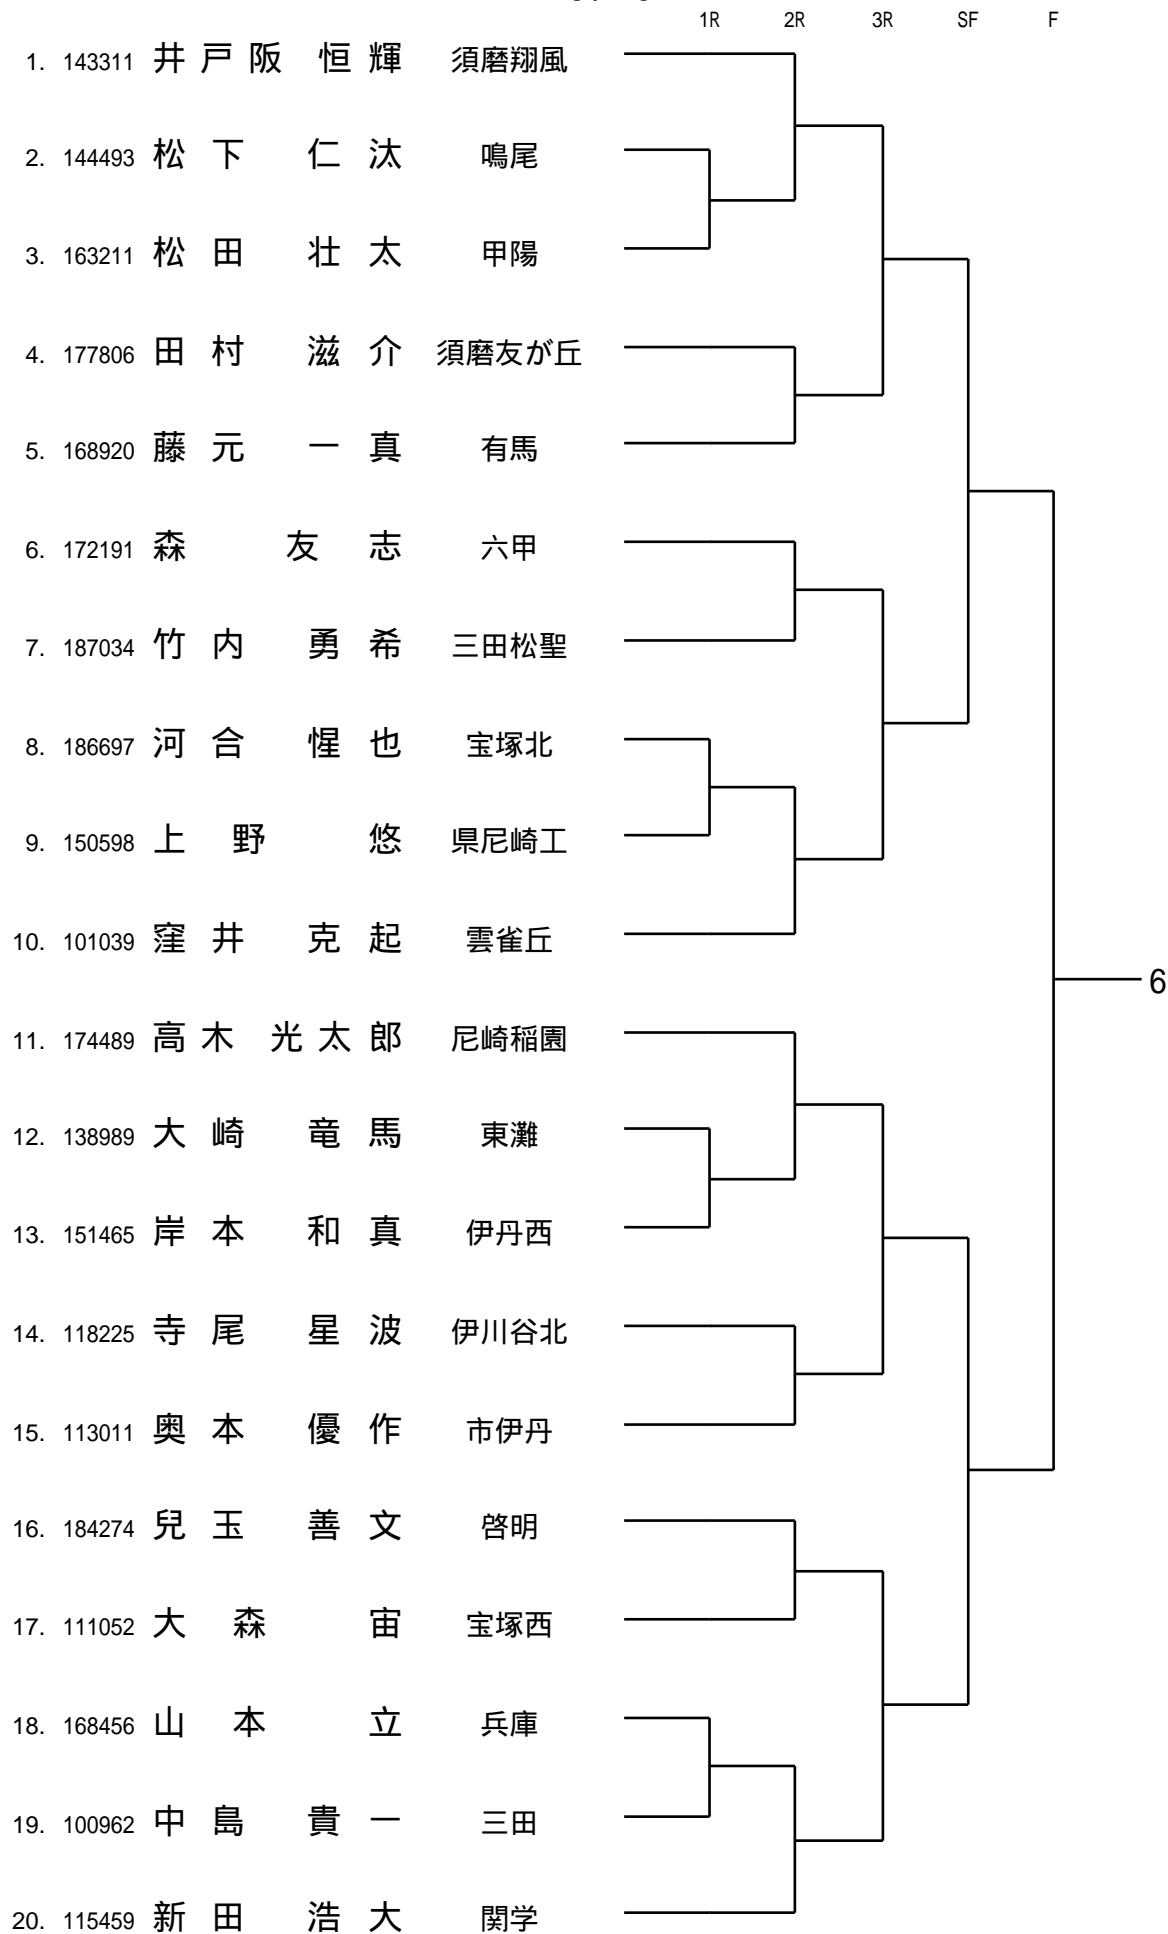 1R 2R 3R SF F
1. 143311 井戸阪 恒輝 須磨翔風
2. 144493 松下 仁汰 鳴尾
3. 163211 松田 壮太 甲陽
4. 177806 田村 滋介 須磨友が丘
5. 168920 藤元 一真 有馬
6. 172191 森 友志 六甲
7. 187034 竹内 勇希 三田松聖
8. 186697 河合 惺也 宝塚北
9. 150598 上野 悠 県尼崎工
10. 101039 窪井 克起 雲雀丘
6
11. 174489 高木 光太郎 尼崎稲園
12. 138989 大崎 竜馬 東灘
13. 151465 岸本 和真 伊丹西
14. 118225 寺尾 星波 伊川谷北
15. 113011 奥本 優作 市伊丹
16. 184274 兒玉 善文 啓明
17. 111052 大森 宙 宝塚西
18. 168456 山本 立 兵庫
19. 100962 中島 貴一 三田
20. 115459 新田 浩大 関学